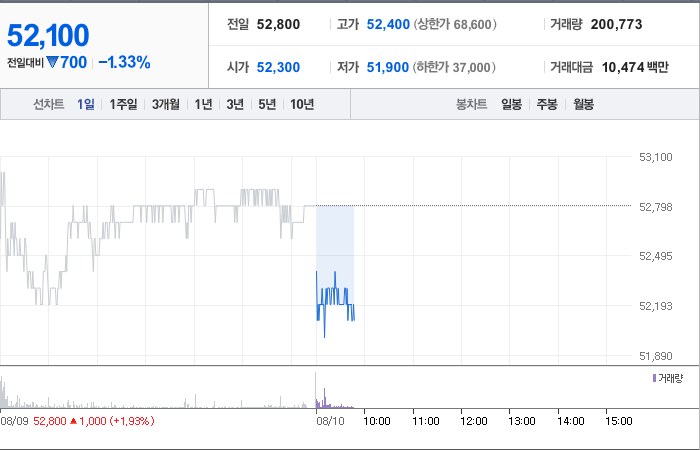 52,100
전일대비 ▼700 -1.33%
전일 52,800 고가 52,400 (상한가 68,600) 거래량 200,773
시가 52,300 저가 51,900 (하한가 37,000) 거래대금 10,474 백만
선차트 1일 1주일 3개월 1년 3년 5년 10년 봉차트 일봉 주봉 월봉
53,100
52,798
52,495
52,193
51,890
거래량
08/09 52,800 ▲1,000 (+1,93%) 08/10 10:00 11:00 12:00 13:00 14:00 15:00